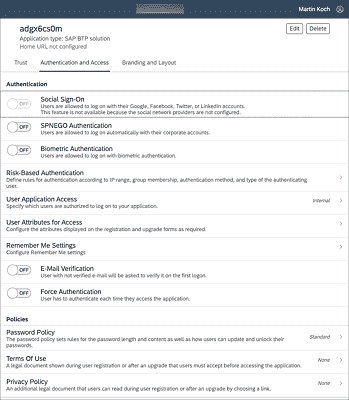 Martin Koch
adgx6cs0m
Edit
Delete
Application type: SAP BTP solution
Home URL not configured
Trust
Authentication and Access
Branding and Layout
Authentication
OFF
Social Sign-On
Users are allowed to log on with their Google, Facebook, Twitter, or LinkedIn accounts.
This feature is not available because the social network providers are not configured.
OFF
SPNEGO Authentication
Users are allowed to log on automatically with their corporate accounts.
OFF
Biometric Authentication
Users are allowed to log on with biometric authentication.
Risk-Based Authentication
Define rules for authentication according to IP range, group membership, authentication method, and type of the authenticating
user.
User Application Access
Internal
Specify which users are authorized to log on to your application.
User Attributes for Access
Configure the attributes displayed on the registration and upgrade forms as required.
Remember Me Settings
Configure Remember Me settings
OFF
E-Mail Verification
User with not verified e-mail will be asked to verify it on the first logon.
OFF
Force Authentication
User has to authenticate each time they access the application.
Policies
Password Policy
Standard
The password policy sets rules for the password length and content as well as how users can update and unlock their
passwords.
Terms Of Use
None
A legal document shown during user registration or after an upgrade that users must accept before accessing the application.
Privacy Policy
None
An additional legal document that users can read during user registration or after an upgrade by choosing a link.